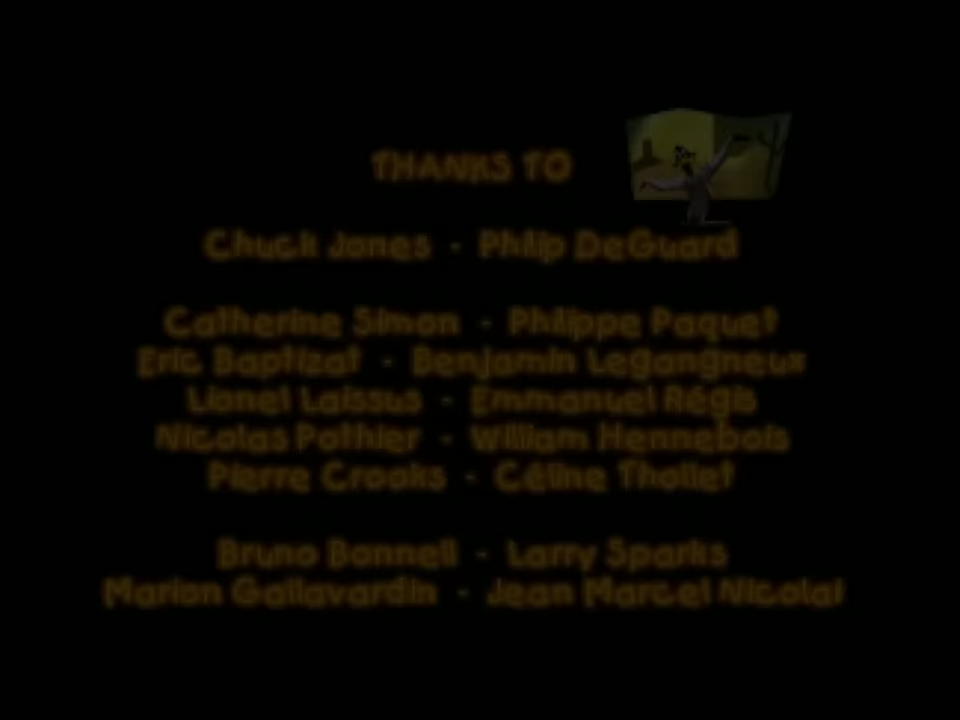 THANKS TO
Chuck Jones - Philip DeGuard
Catherine Simon - Philippe Paquet
Eric Baptizat - Benjamin Legangneux
Lionel Laissus - Emmanuel Régis
Nicolas Pothier - William Hennebois
Pierre Crooks - Céline Thollet
Bruno Bonnell - Larry Sparks
Marion Gallavardin - Jean Marcel Nicolai